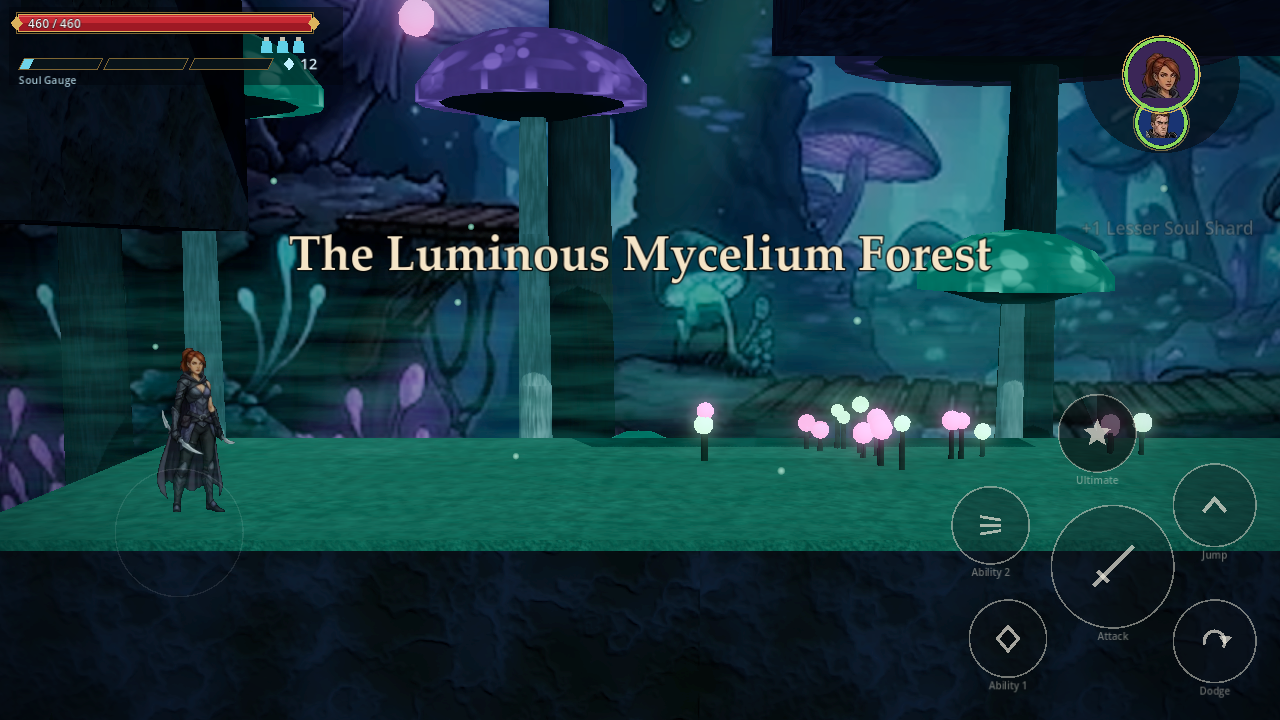 460 / 460
12
Soul Gauge
+1 Lesser Soul Shard
The Luminous Mycelium Forest
Ultimate
Jump
Ability 2
Attack
Ability 1
Dodge